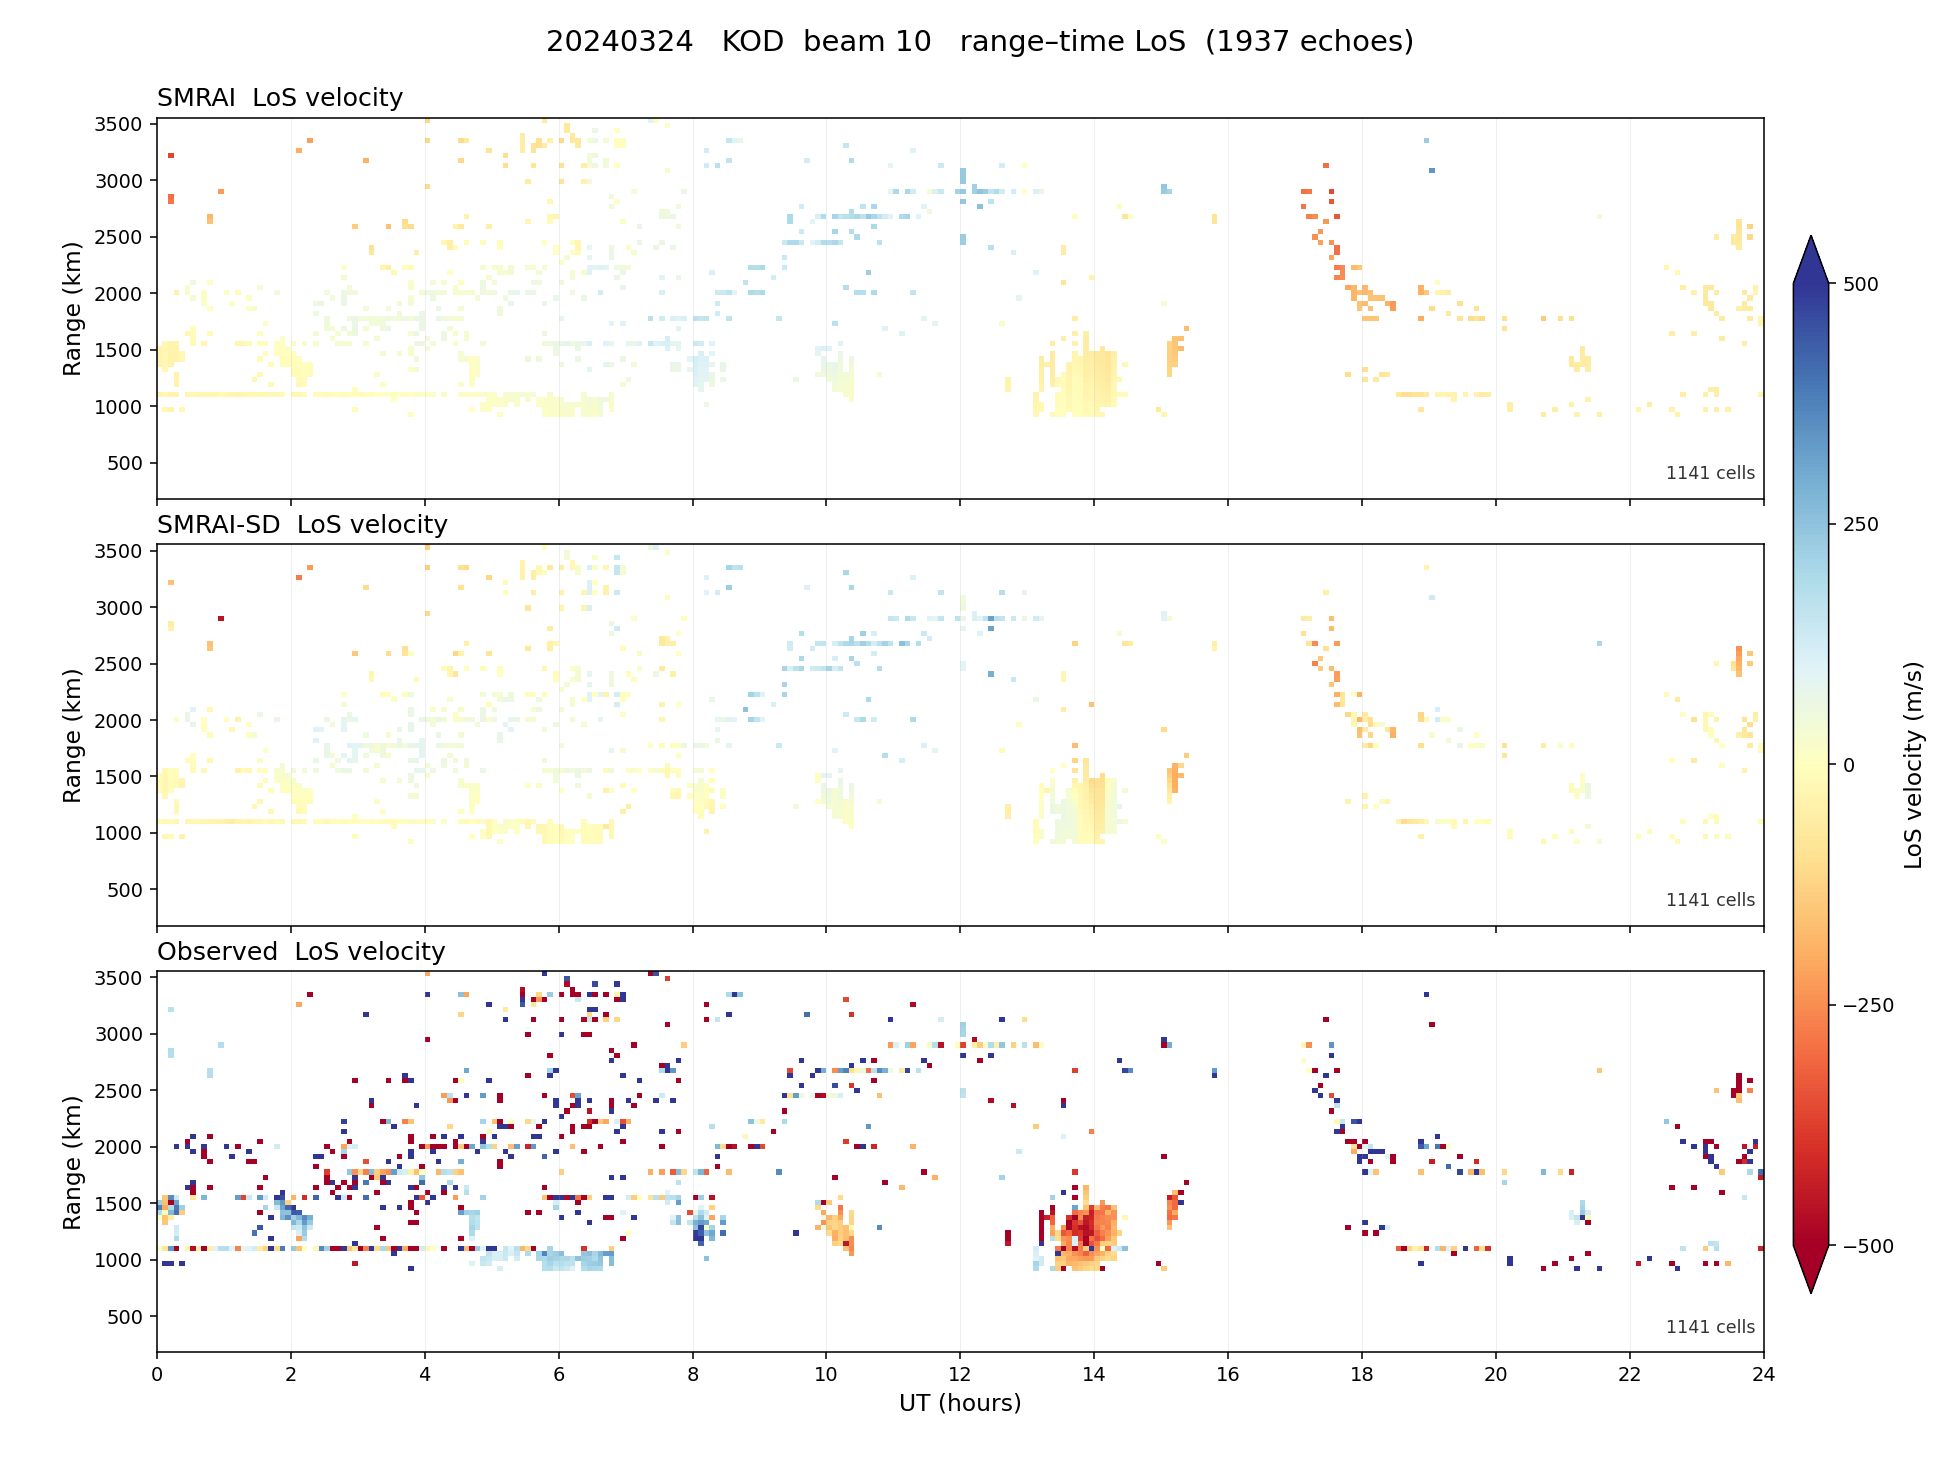 20240324   KOD  beam 10   range–time LoS  (1937 echoes)
SMRAI  LoS velocity
3500
3000
2500
2000
1500
1000
500
Range (km)
1141 cells
SMRAI-SD  LoS velocity
3500
3000
2500
2000
1500
1000
500
Range (km)
1141 cells
Observed  LoS velocity
3500
3000
2500
2000
1500
1000
500
Range (km)
1141 cells
0 2 4 6 8 10 12 14 16 18 20 22 24
UT (hours)
500
250
0
−250
−500
LoS velocity (m/s)